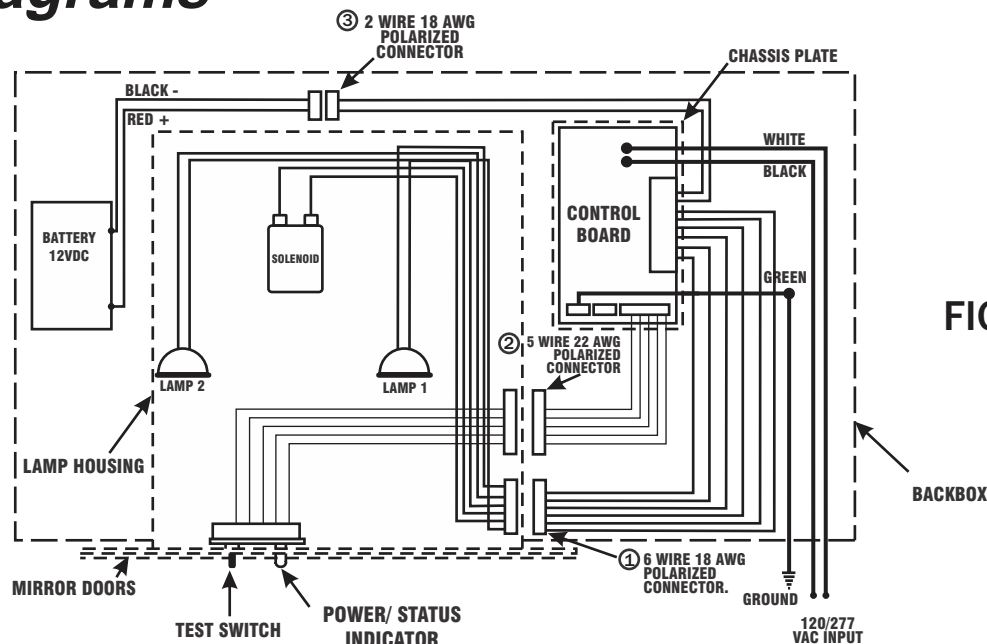 agrams
③ 2 WIRE 18 AWG
POLARIZED
CONNECTOR
CHASSIS PLATE
BLACK -
RED +
WHITE
BLACK
BATTERY
12VDC
SOLENOID
CONTROL
BOARD
GREEN
FIG
② 5 WIRE 22 AWG
POLARIZED
CONNECTOR
LAMP 2
LAMP 1
LAMP HOUSING
BACKBOX
① 6 WIRE 18 AWG
POLARIZED
CONNECTOR.
MIRROR DOORS
GROUND
TEST SWITCH
POWER/ STATUS
INDICATOR
120/277
VAC INPUT